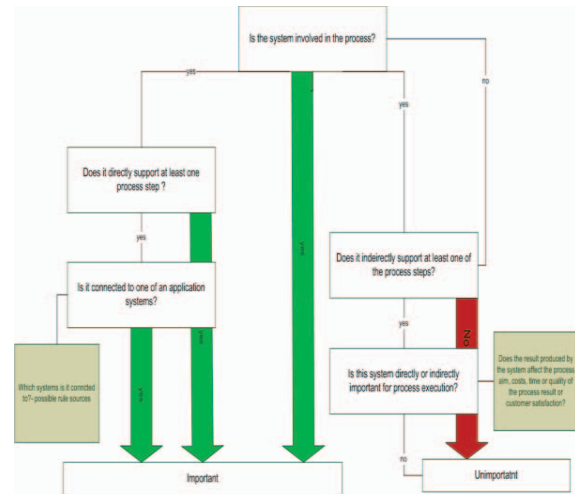 Is the system involved in the process?
yes
no
yes
Does it directly support at least one
process step ?
yes
yes
Does it indeirectly support at least one of
the process steps?
Is it connected to one of an application
systems?
No
yes
Which systems is it conncted
to?- possible rule sources
yes
yes
Is this system directly or indirectly
important for process execution?
Does the result produced
by the system affect the process
aim, costs, time or quality of
the process result or
customer satisfaction?
no
Important
Unimportatnt